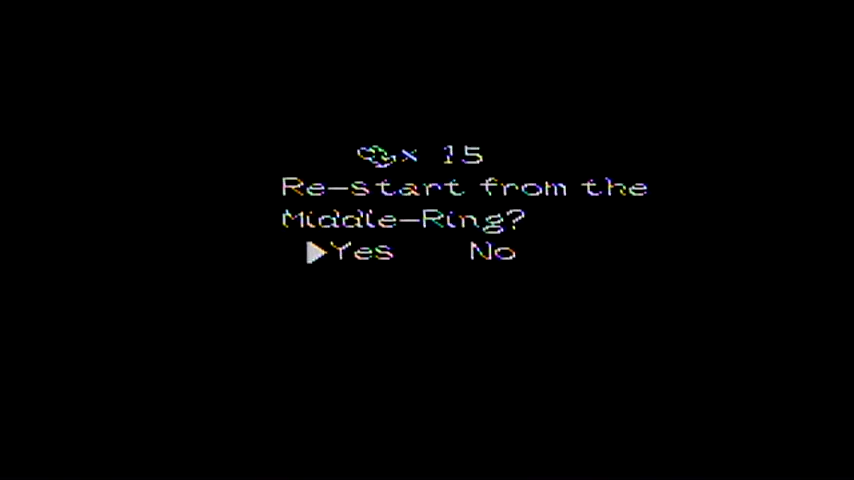 x 15
Re-start from the
Middle-Ring?
Yes No